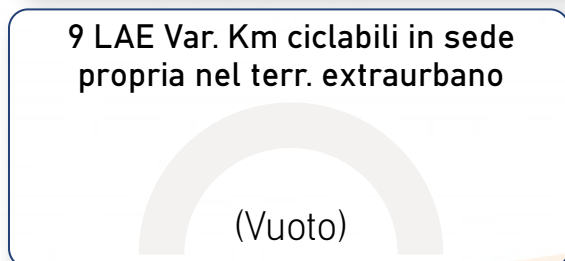 9 LAE Var. Km ciclabili in sede
propria nel terr. extraurbano
(Vuoto)